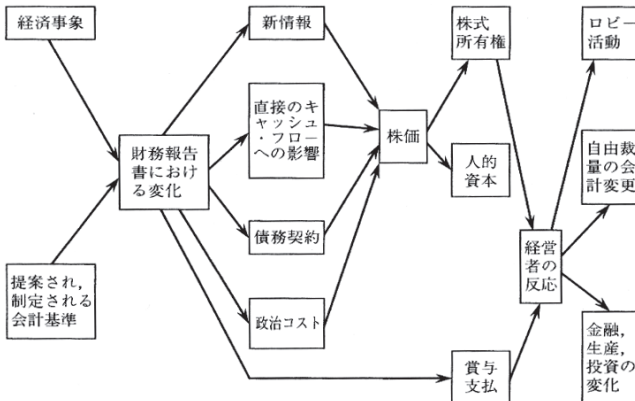 経済事象
提案され,
制定される
会計基準
財務報告
書におけ
る変化
新情報
直接のキ
ャッシュ
・フロー
への影響
債務契約
政治コスト
株価
株式
所有権
人的
資本
賞与
支払
経営
者の
反応
ロビー
活動
自由裁
量の会
計変更
金融,
生産,
投資の
変化